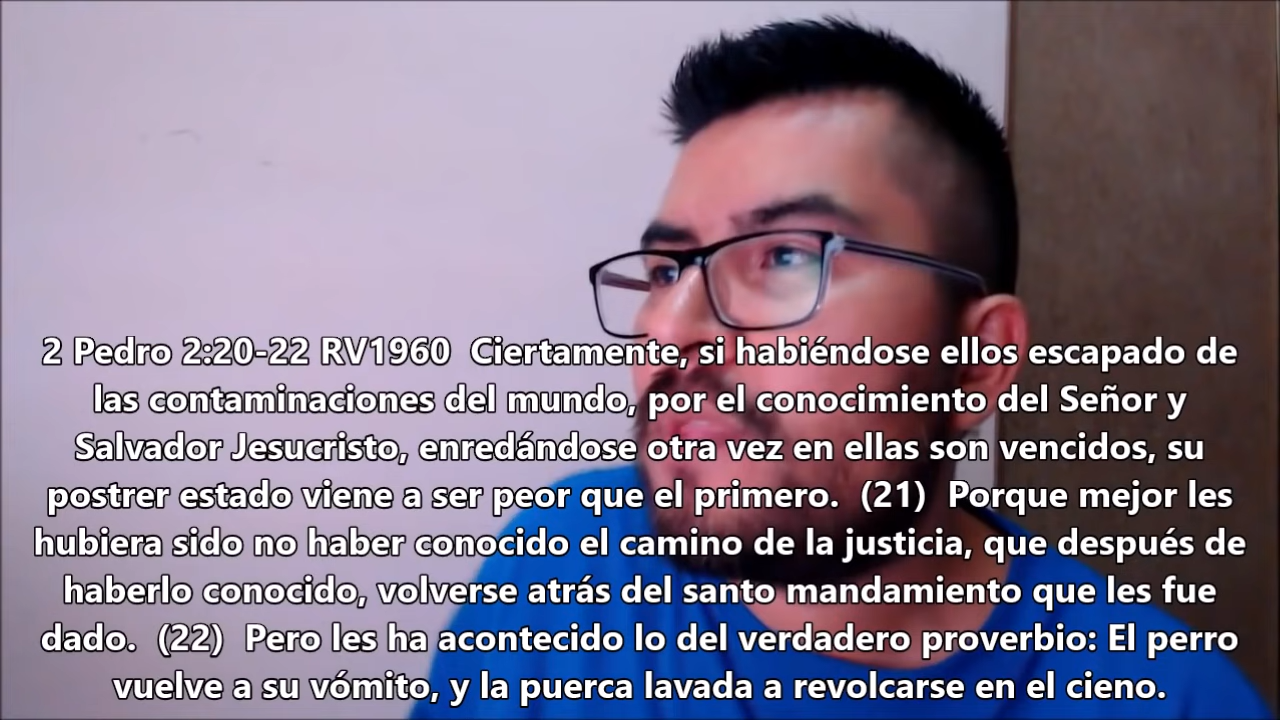 2 Pedro 2:20-22 RV1960  Ciertamente, si habiéndose ellos escapado de
las contaminaciones del mundo, por el conocimiento del Señor y
Salvador Jesucristo, enredándose otra vez en ellas son vencidos, su
postrer estado viene a ser peor que el primero.  (21)  Porque mejor les
hubiera sido no haber conocido el camino de la justicia, que después de
haberlo conocido, volverse atrás del santo mandamiento que les fue
dado.  (22)  Pero les ha acontecido lo del verdadero proverbio: El perro
vuelve a su vómito, y la puerca lavada a revolcarse en el cieno.